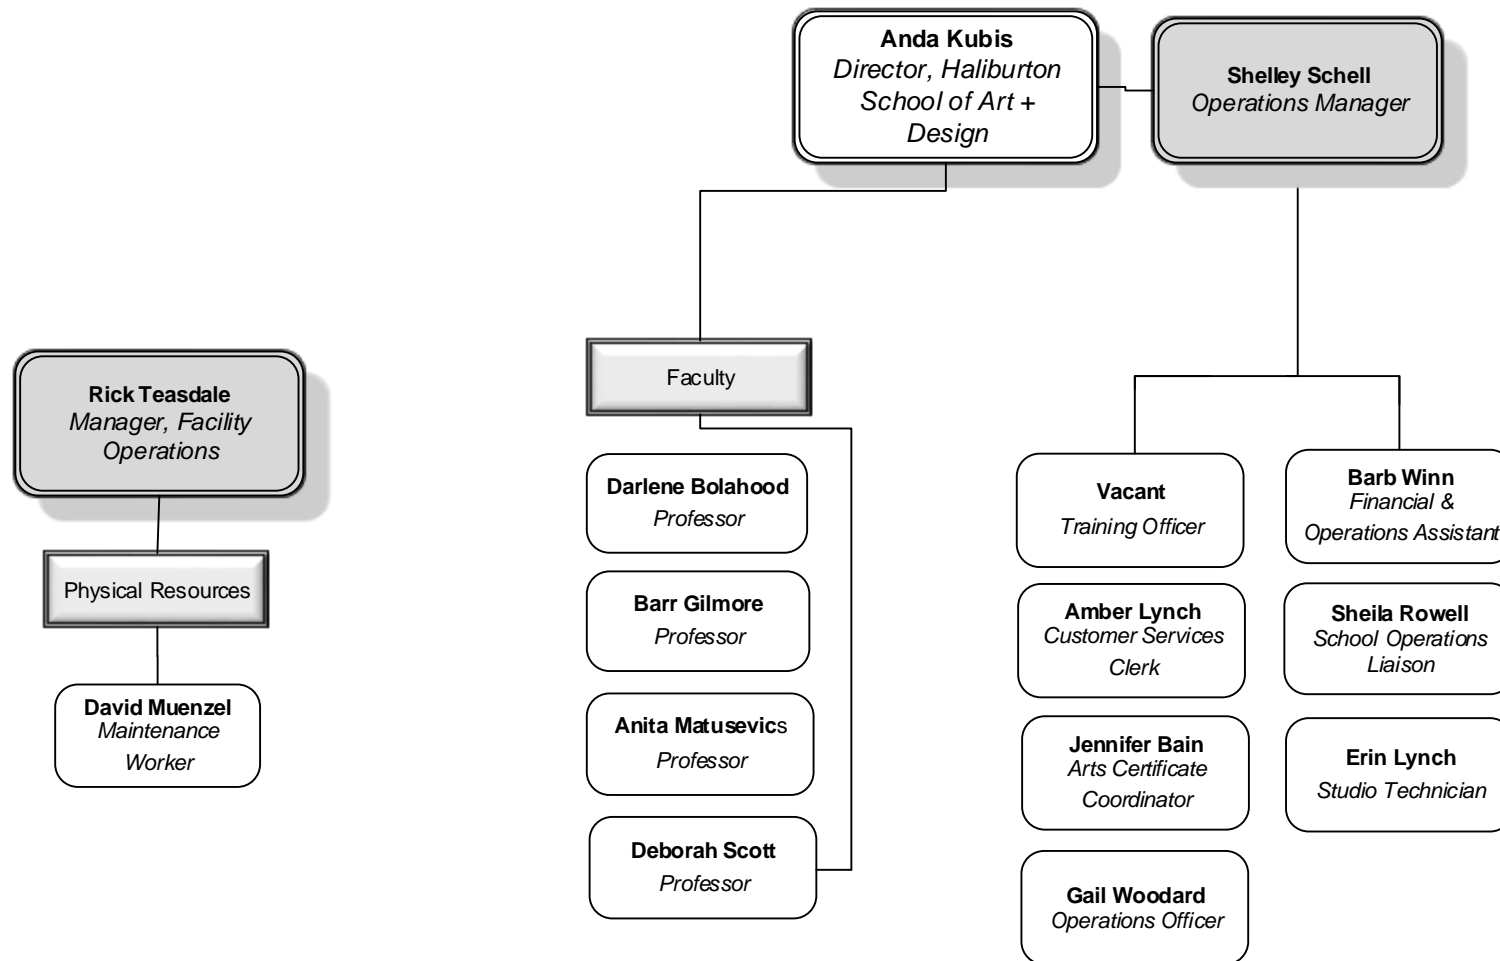 Anda Kubis
Director, Haliburton
School of Art +
Design
Shelley Schell
Operations Manager
Rick Teasdale
Manager, Facility
Operations
Physical Resources
David Muenzel
Maintenance
Worker
Faculty
Darlene Bolahood
Professor
Barr Gilmore
Professor
Anita Matusevics
Professor
Deborah Scott
Professor
Vacant
Training Officer
Amber Lynch
Customer Services
Clerk
Jennifer Bain
Arts Certificate
Coordinator
Gail Woodard
Operations Officer
Barb Winn
Financial &
Operations Assistant
Sheila Rowell
School Operations
Liaison
Erin Lynch
Studio Technician